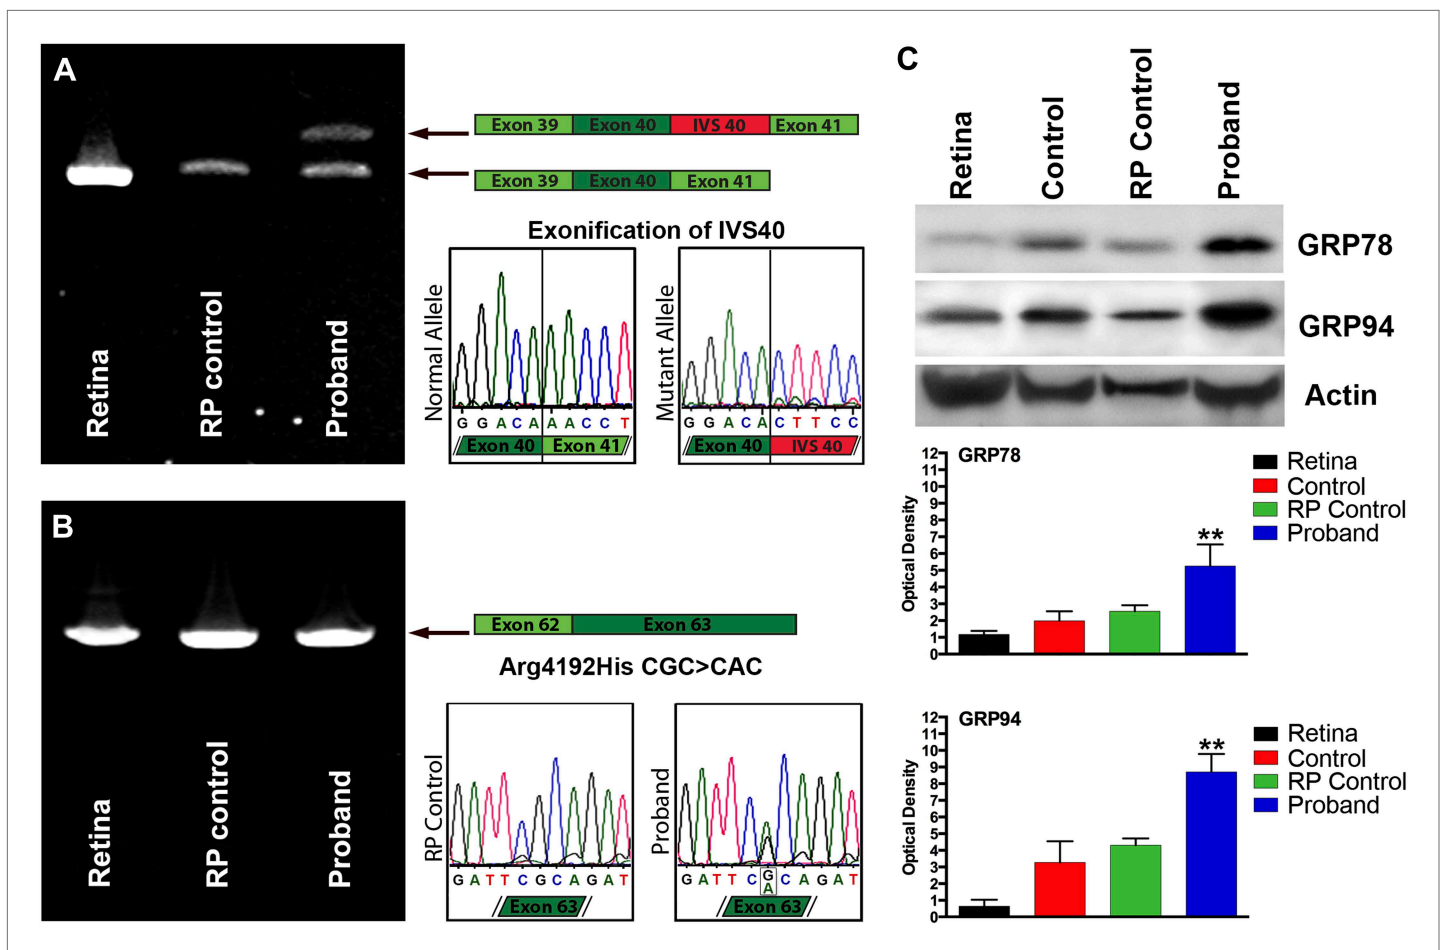 A
Retina
RP control
Proband
Exon 39 Exon 40 IVS 40 Exon 41
Exon 39 Exon 40 Exon 41
Exonification of IVS40
Normal Allele
G G A C A A A C C T
Exon 40 Exon 41
Mutant Allele
G G A C A C T T C C
Exon 40 IVS 40
B
Retina
RP control
Proband
Exon 62 Exon 63
Arg4192His CGC>CAC
RP Control
G A T T C G C A G A T
Exon 63
Proband
G A T T C G C A G A T
A
Exon 63
C
Retina
Control
RP Control
Proband
GRP78
GRP94
Actin
GRP78
Optical Density
12
11
10
9
8
7
6
5
4
3
2
1
0
**
Retina
Control
RP Control
Proband
GRP94
Optical Density
12
11
10
9
8
7
6
5
4
3
2
1
0
**
Retina
Control
RP Control
Proband